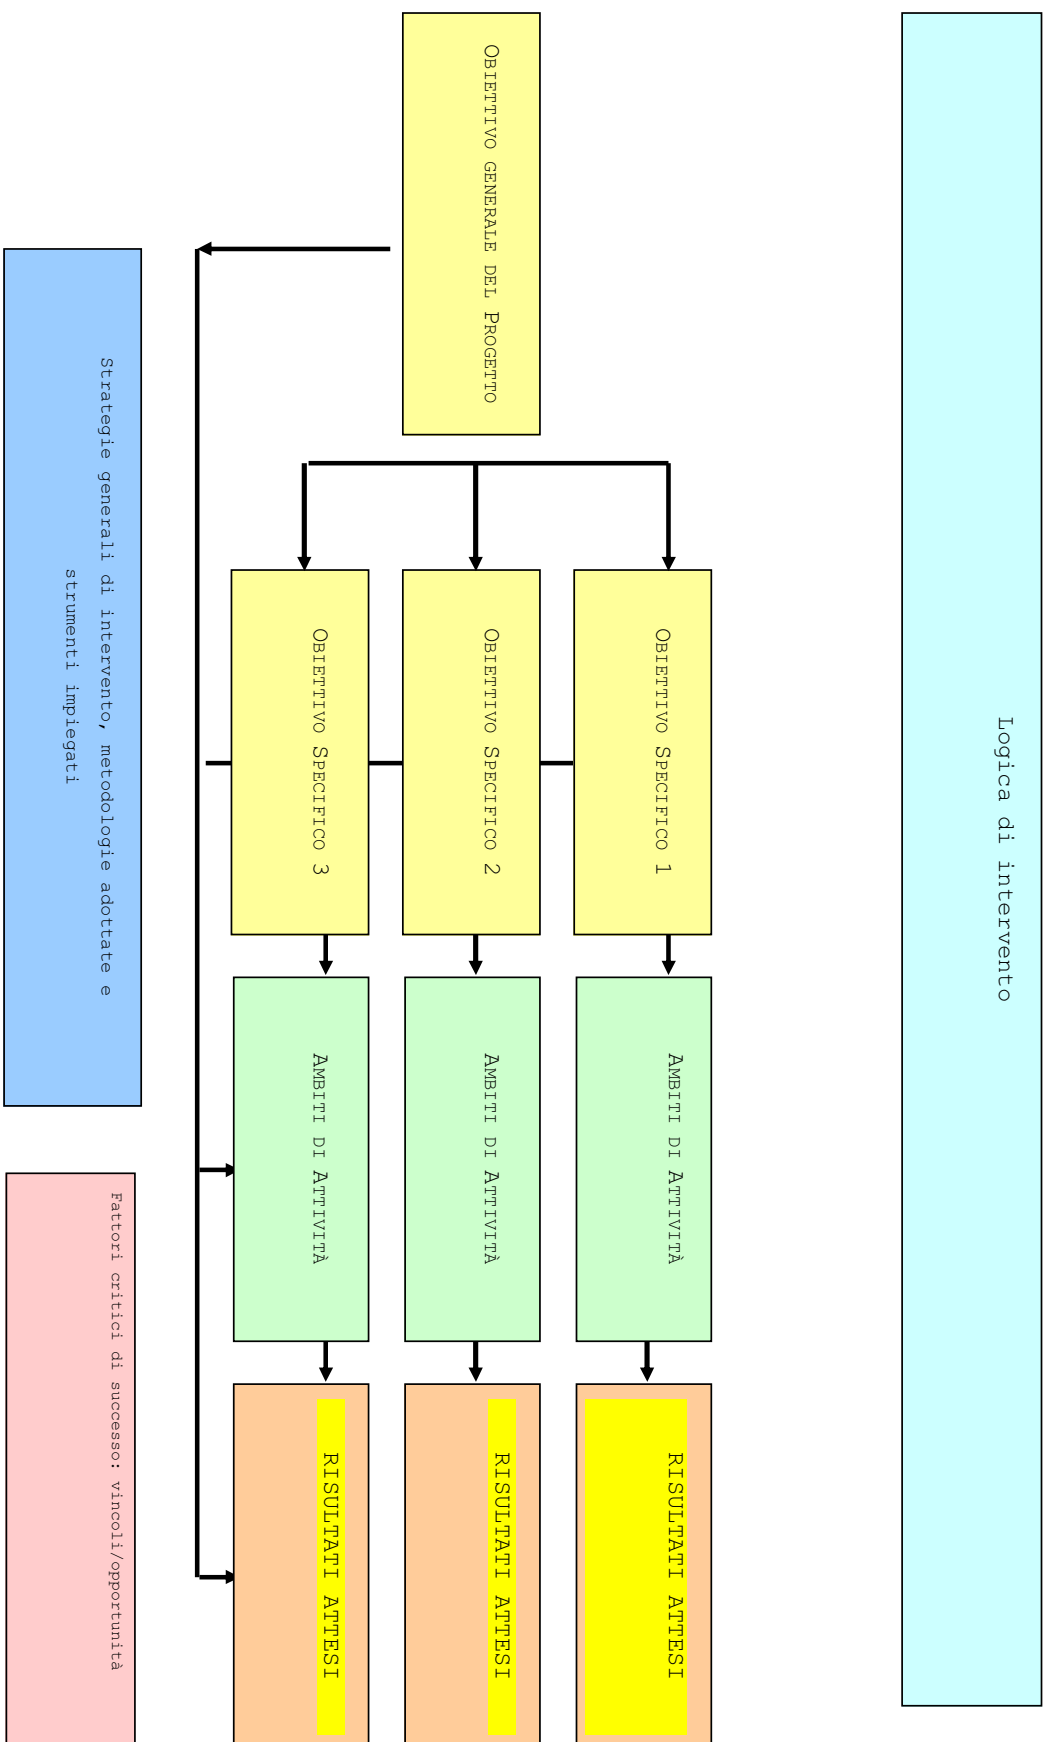 Logica di intervento
OBIETTIVO GENERALE DEL PROGETTO
OBIETTIVO SPECIFICO 1
AMBITI DI ATTIVITÀ
RISULTATI ATTESI
OBIETTIVO SPECIFICO 2
AMBITI DI ATTIVITÀ
RISULTATI ATTESI
OBIETTIVO SPECIFICO 3
AMBITI DI ATTIVITÀ
RISULTATI ATTESI
Strategie generali di intervento, metodologie adottate e
strumenti impiegati
Fattori critici di successo: vincoli/opportunità